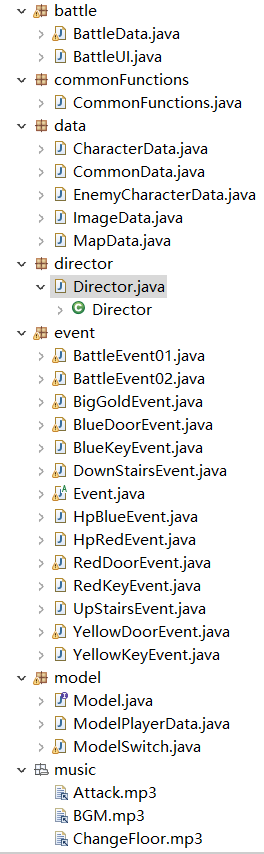 battle
BattleData.java
BattleUI.java
commonFunctions
CommonFunctions.java
data
CharacterData.java
CommonData.java
EnemyCharacterData.java
ImageData.java
MapData.java
director
Director.java
Director
event
BattleEvent01.java
BattleEvent02.java
BigGoldEvent.java
BlueDoorEvent.java
BlueKeyEvent.java
DownStairsEvent.java
Event.java
HpBlueEvent.java
HpRedEvent.java
RedDoorEvent.java
RedKeyEvent.java
UpStairsEvent.java
YellowDoorEvent.java
YellowKeyEvent.java
model
Model.java
ModelPlayerData.java
ModelSwitch.java
music
Attack.mp3
BGM.mp3
ChangeFloor.mp3